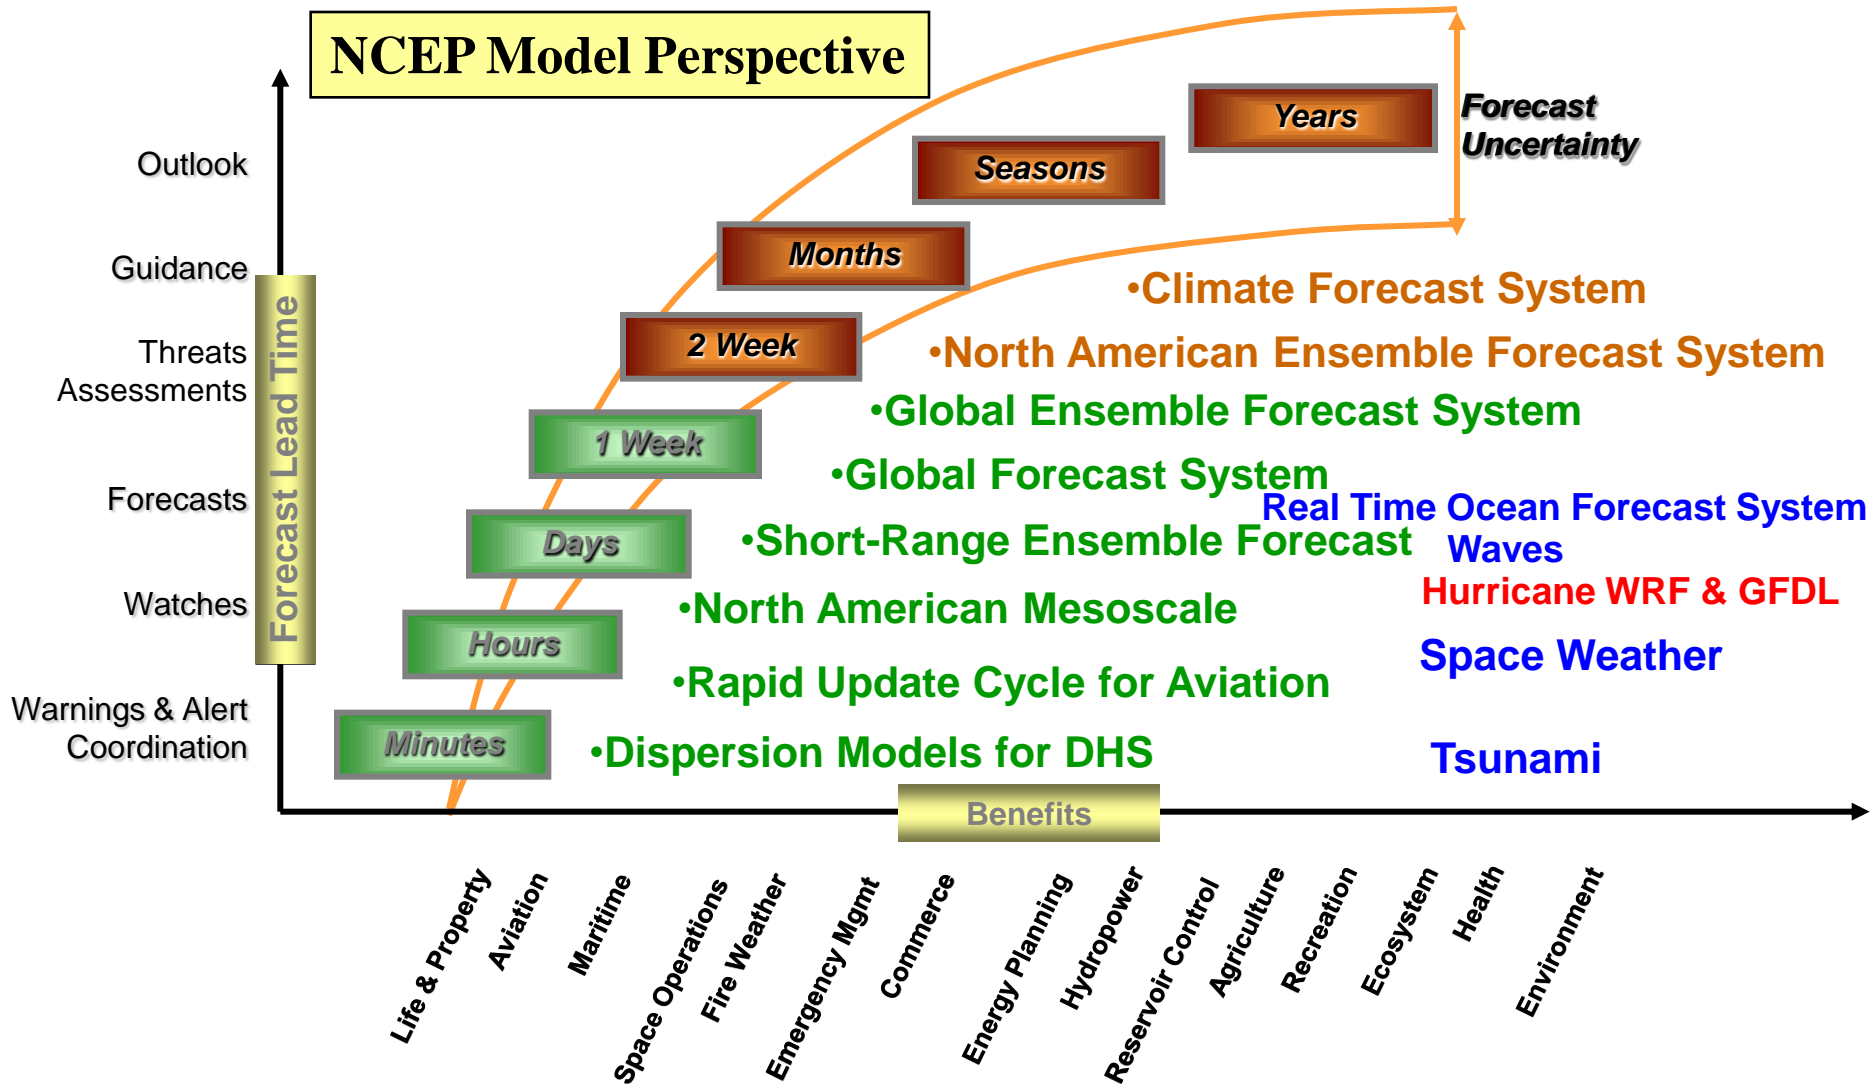 NCEP Model Perspective
Years
Forecast
Uncertainty
Outlook
Seasons
Months
Guidance
•Climate Forecast System
2 Week
•North American Ensemble Forecast System
Threats
Assessments
Forecast Lead Time
•Global Ensemble Forecast System
1 Week
•Global Forecast System
Forecasts
Real Time Ocean Forecast System
Waves
Days
•Short-Range Ensemble Forecast
Hurricane WRF & GFDL
Watches
•North American Mesoscale
Hours
Space Weather
•Rapid Update Cycle for Aviation
Warnings & Alert
Coordination
Minutes
•Dispersion Models for DHS
Tsunami
Benefits
Life & Property
Aviation
Maritime
Space Operations
Fire Weather
Emergency Mgmt
Commerce
Energy Planning
Hydropower
Reservoir Control
Agriculture
Recreation
Ecosystem
Health
Environment